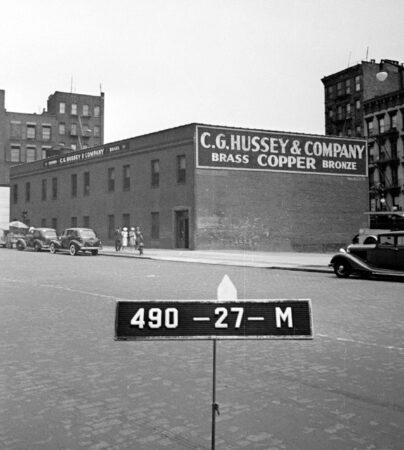 C.G. HUSSEY & COMPANY
BRASS COPPER BRONZE
C.G. HUSSEY & COMPANY
490 - 27 - M